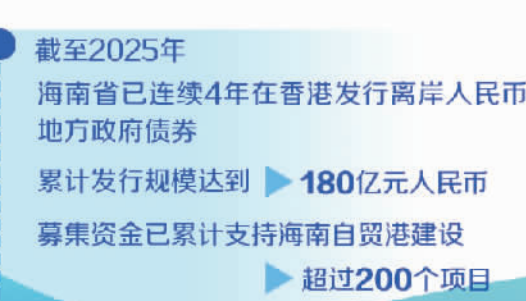 截至2025年
海南省已连续4年在香港发行离岸人民币
地方政府债券
累计发行规模达到 180亿元人民币
募集资金已累计支持海南自贸港建设
超过200个项目